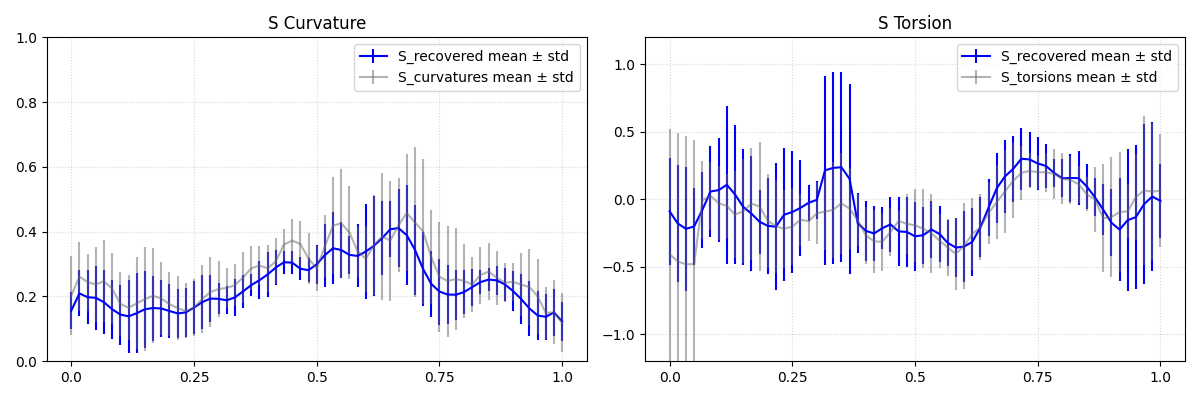 S Curvature
S_recovered mean ± std
S_curvatures mean ± std
1.0
0.8
0.6
0.4
0.2
0.0
0.0 0.25 0.5 0.75 1.0
S Torsion
S_recovered mean ± std
S_torsions mean ± std
1.0
0.5
0.0
−0.5
−1.0
0.0 0.25 0.5 0.75 1.0